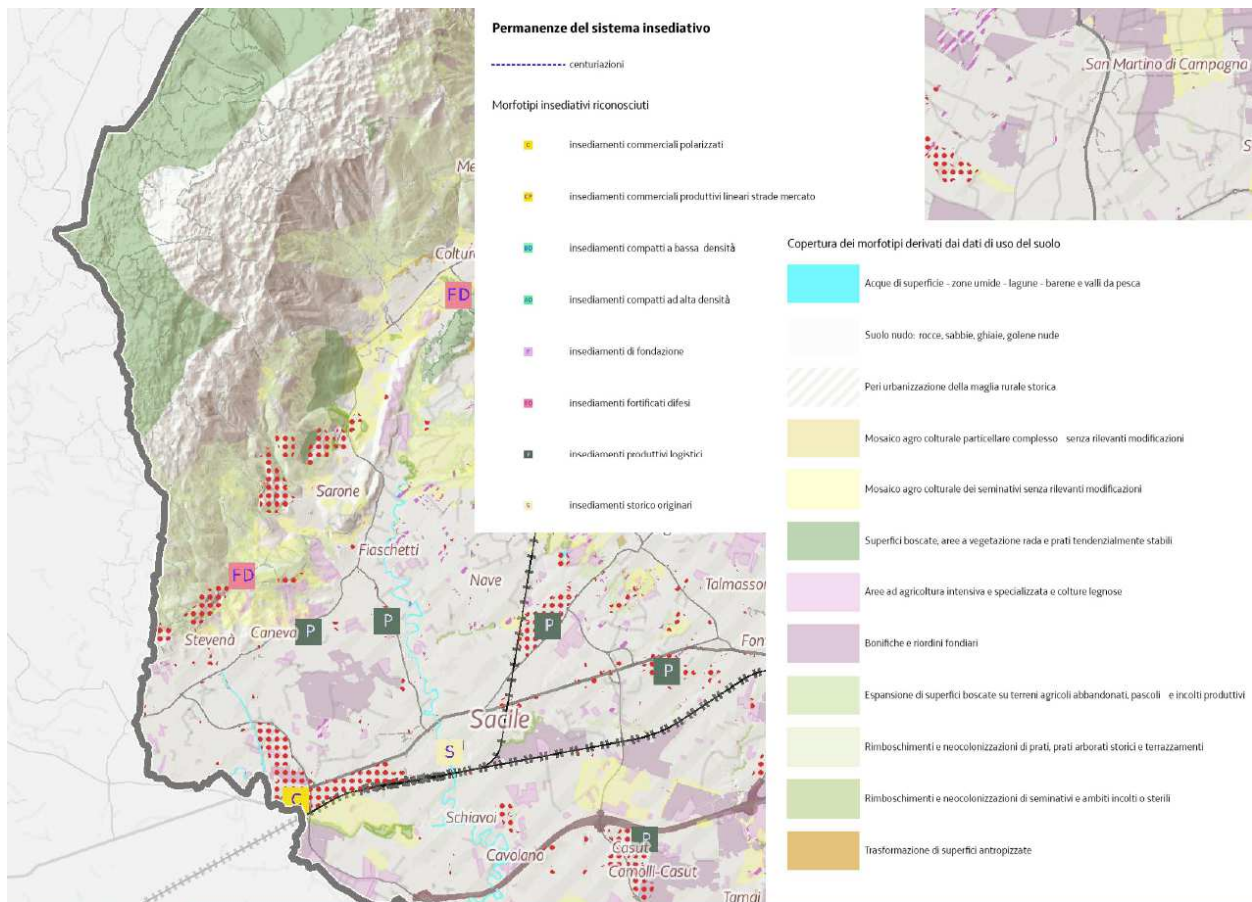 Permanenze del sistema insediativo
centuriazioni
Morfotipi insediativi riconosciuti
C insediamenti commerciali polarizzati
CP insediamenti commerciali produttivi lineari strade mercato
insediamenti compatti a bassa densità
insediamenti compatti ad alta densità
insediamenti di fondazione
FD insediamenti fortificati difesi
P insediamenti produttivi logistici
S insediamenti storico originari
San Martino di Campagna
S
Copertura dei morfotipi derivati dai dati di uso del suolo
Acque di superficie - zone umide - lagune - barene e valli da pesca
Suolo nudo: rocce, sabbie, ghiaie, golene nude
Peri urbanizzazione della maglia rurale storica
Mosaico agro colturale particellare complesso senza rilevanti modificazioni
Mosaico agro colturale dei seminativi senza rilevanti modificazioni
Superfici boscate, aree a vegetazione rada e prati tendenzialmente stabili
Aree ad agricoltura intensiva e specializzata e colture legnose
Bonifiche e riordini fondiari
Espansione di superfici boscate su terreni agricoli abbandonati, pascoli e incolti produttivi
Rimboschimenti e neocolonizzazioni di prati, prati arborati storici e terrazzamenti
Rimboschimenti e neocolonizzazioni di seminativi e ambiti incolti o sterili
Trasformazione di superfici antropizzate
Me
Coltur
FD
Sarone
Fiaschetti
FD
Nave
Talmasson
Stevenà
Caneva
P
P
P
P
Font
Sacile
S
C
Schiavoi
Cavolano
P
Casut
Camolli-Casut
Tamai